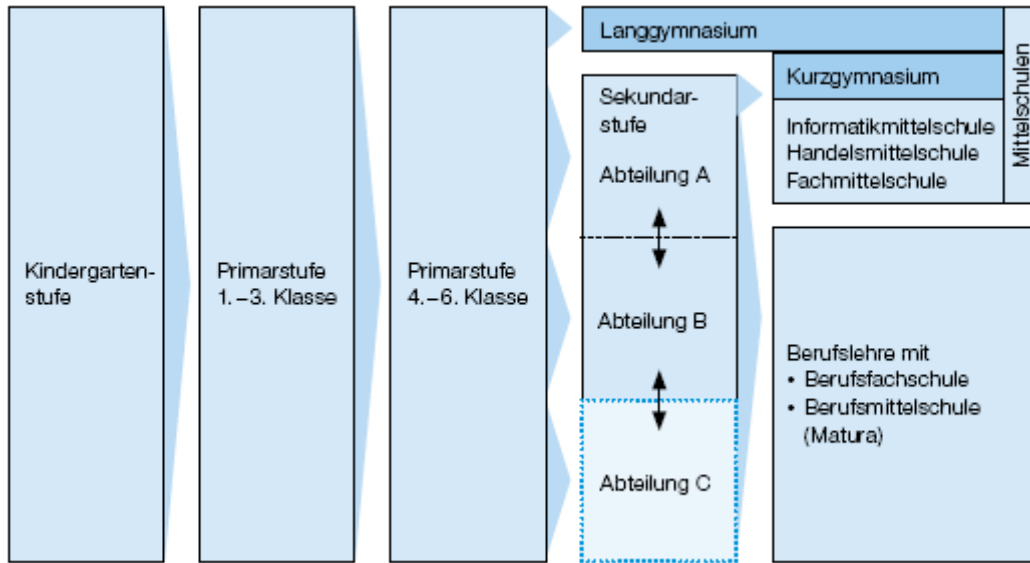 Kindergarten-
stufe
Primarstufe
1.–3. Klasse
Primarstufe
4.–6. Klasse
Langgymnasium
Sekundar-
stufe
Abteilung A
Abteilung B
Abteilung C
Kurzgymnasium
Informatikmittelschule
Handelsmittelschule
Fachmittelschule
Mittelschulen
Berufslehre mit
• Berufsfachschule
• Berufsmittelschule
(Matura)